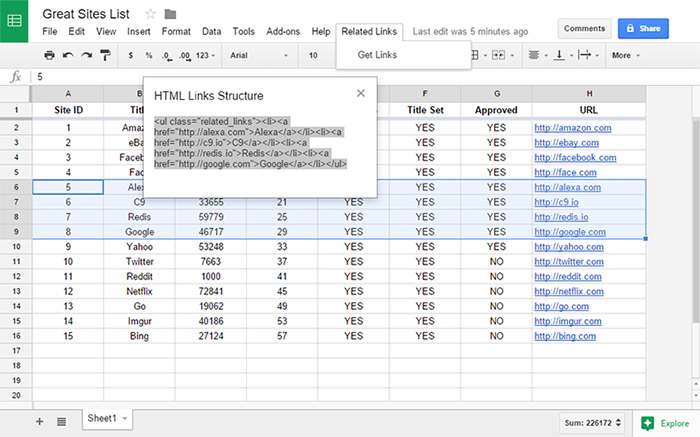 Great Sites List
File Edit View Insert Format Data Tools Add-ons Help Related Links Last edit was 5 minutes ago
Comments Share
$ % .0 .00 123 Arial 10 More
Get Links
fx 5
HTML Links Structure
<ul class="related_links"><li><a
href="http://alexa.com">Alexa</a></li><li><a
href="http://c9.io">C9</a></li><li><a
href="http://redis.io">Redis</a></li><li><a
href="http://google.com">Google</a></li></ul>
A B F G H
1 Site ID Titl Title Set Approved URL
2 1 Amaz YES YES http://amazon.com
3 2 eBa YES YES http://ebay.com
4 3 Faceb YES YES http://facebook.com
5 4 Fac YES YES http://face.com
6 5 Alex YES YES http://alexa.com
7 6 C9 33655 21 YES YES YES http://c9.io
8 7 Redis 59779 25 YES YES YES http://redis.io
9 8 Google 46717 29 YES YES YES http://google.com
10 9 Yahoo 53248 33 YES YES YES http://yahoo.com
11 10 Twitter 7663 37 YES YES NO http://twitter.com
12 11 Reddit 1000 41 YES YES NO http://reddit.com
13 12 Netflix 72841 45 YES YES NO http://netflix.com
14 13 Go 19062 49 YES YES NO http://go.com
15 14 Imgur 40186 53 YES YES NO http://imgur.com
16 15 Bing 27124 57 YES YES NO http://bing.com
17
18
19
20
Sheet1 Sum: 226172 Explore